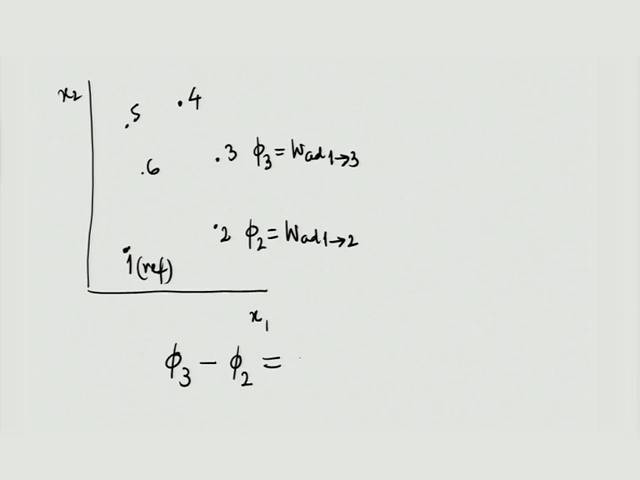 x₂
.5
.4
.6
.3 ϕ₃ = Wad₁→₃
.2 ϕ₂ = Wad₁→₂
1 (ref)
x₁
ϕ₃ − ϕ₂ =